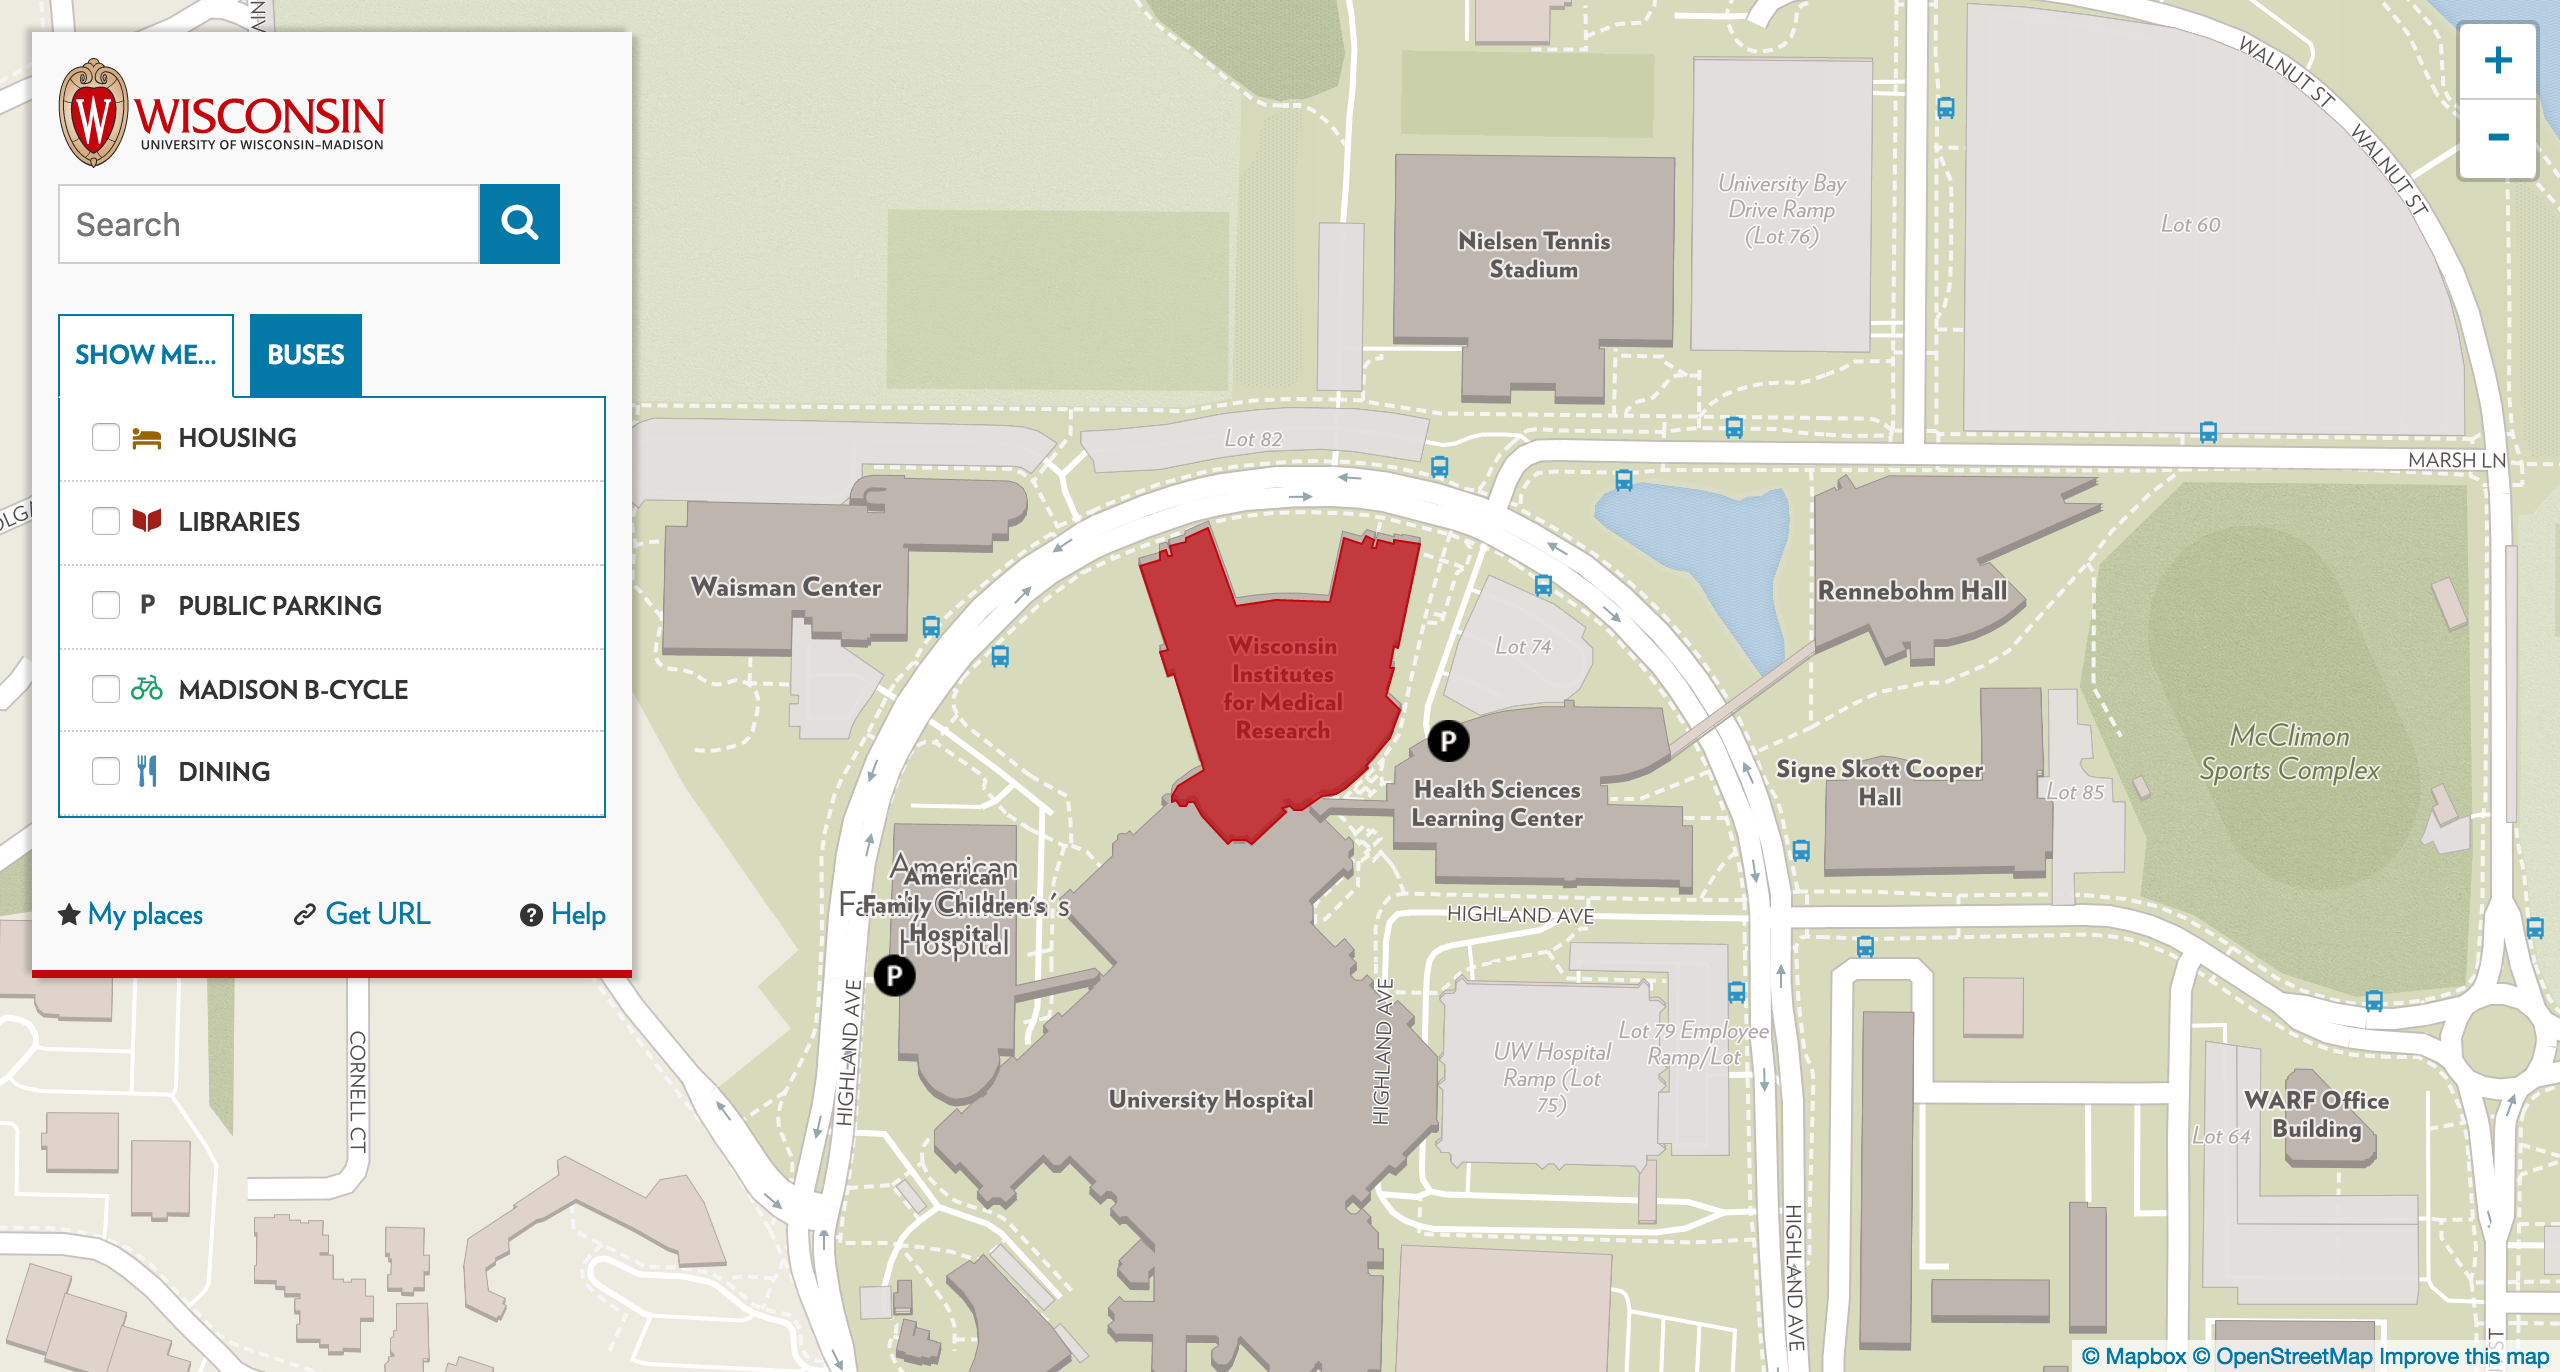 WISCONSIN
UNIVERSITY OF WISCONSIN–MADISON
Search
SHOW ME...
BUSES
HOUSING
LIBRARIES
P PUBLIC PARKING
MADISON B-CYCLE
DINING
My places
Get URL
Help
+
−
WALNUT ST
WALNUT ST
University Bay
Drive Ramp
(Lot 76)
Lot 60
Nielsen Tennis
Stadium
Lot 82
MARSH LN
Waisman Center
Rennebohm Hall
Wisconsin
Institutes
for Medical
Research
Lot 74
P
McClimon
Sports Complex
Signe Skott Cooper
Hall
Lot 85
Health Sciences
Learning Center
American
Family Children's
Hospital
American
Family Children's
Hospital
P
HIGHLAND AVE
HIGHLAND AVE
HIGHLAND AVE
HIGHLAND AVE
CORNELL CT
University Hospital
UW Hospital
Ramp (Lot
75)
Lot 79 Employee
Ramp/Lot
WARF Office
Building
Lot 64
© Mapbox © OpenStreetMap Improve this map